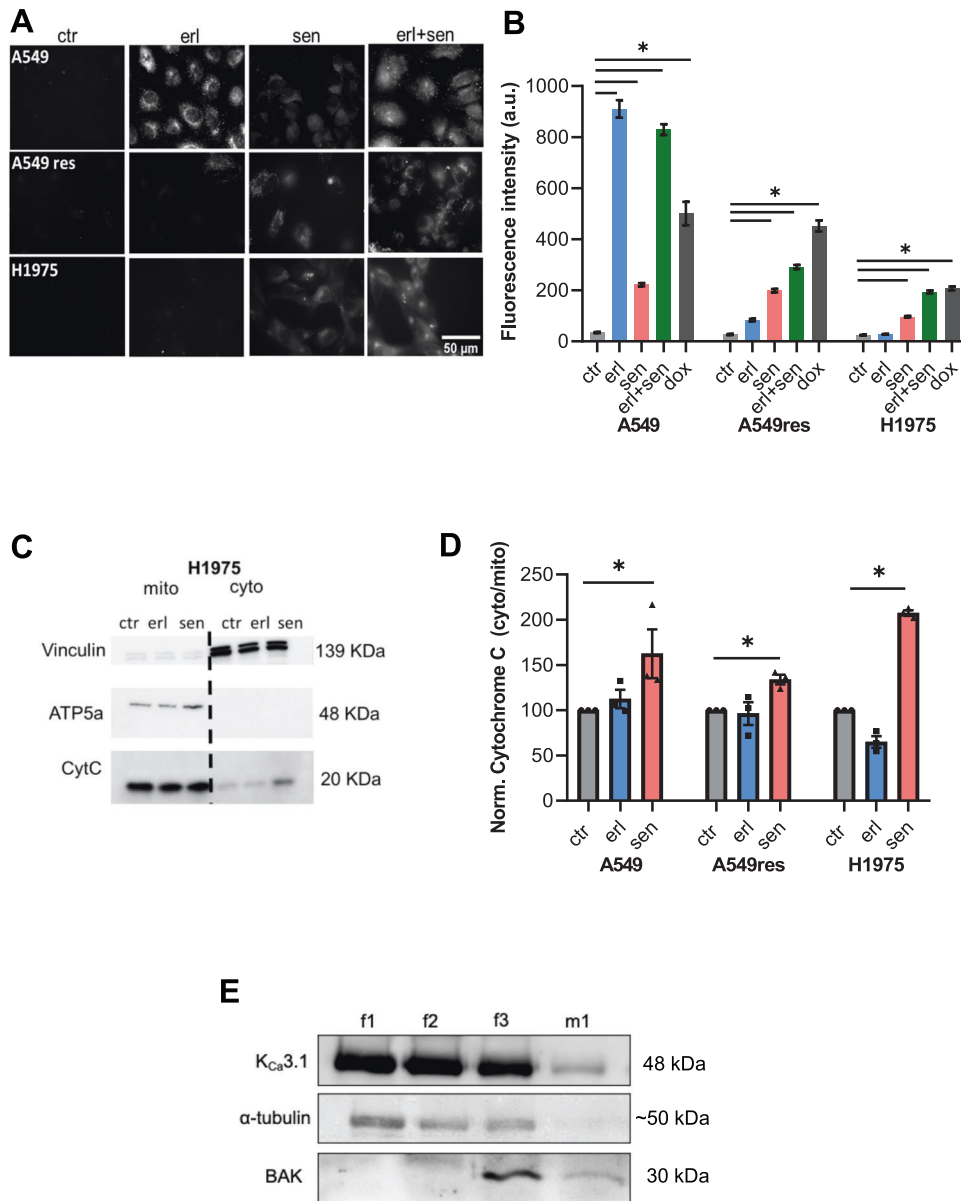 A
ctr erl sen erl+sen
A549
A549 res
H1975
50 µm
B
Fluorescence intensity (a.u.)
1000
800
600
400
200
0
* * *
ctr erl sen erl+sen dox ctr erl sen erl+sen dox ctr erl sen erl+sen dox
A549 A549res H1975
C
H1975
mito cyto
ctr erl sen ctr erl sen
Vinculin 139 KDa
ATP5a 48 KDa
CytC 20 KDa
D
Norm. Cytochrome C (cyto/mito)
250
200
150
100
50
0
* * *
ctr erl sen ctr erl sen ctr erl sen
A549 A549res H1975
E
f1 f2 f3 m1
KCa3.1 48 kDa
α-tubulin ~50 kDa
BAK 30 kDa